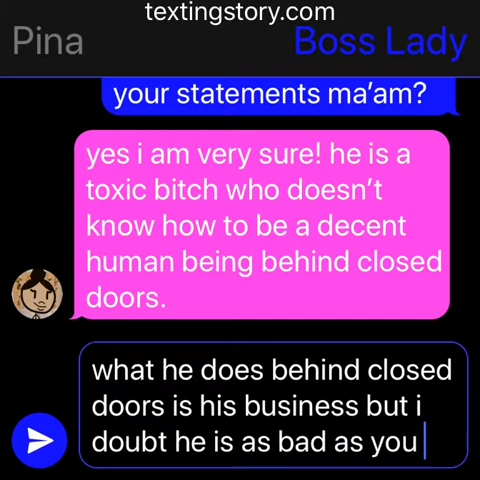 textingstory.com
Pina Boss Lady
your statements ma’am?
yes i am very sure! he is a
toxic bitch who doesn’t
know how to be a decent
human being behind closed
doors.
what he does behind closed
doors is his business but i
doubt he is as bad as you